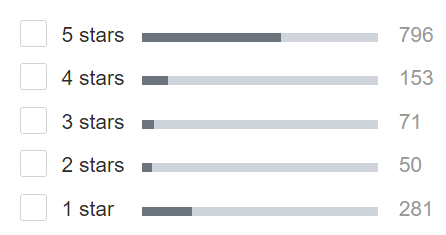 5 stars 796
4 stars 153
3 stars 71
2 stars 50
1 star 281